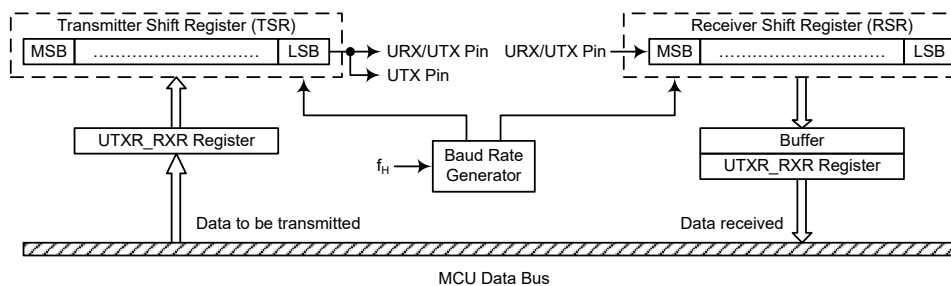 Transmitter Shift Register (TSR)
MSB ………………………… LSB
URX/UTX Pin
UTX Pin
Receiver Shift Register (RSR)
URX/UTX Pin
MSB ………………………… LSB
UTXR_RXR Register
Baud Rate
Generator
fH
Buffer
UTXR_RXR Register
Data to be transmitted
Data received
MCU Data Bus